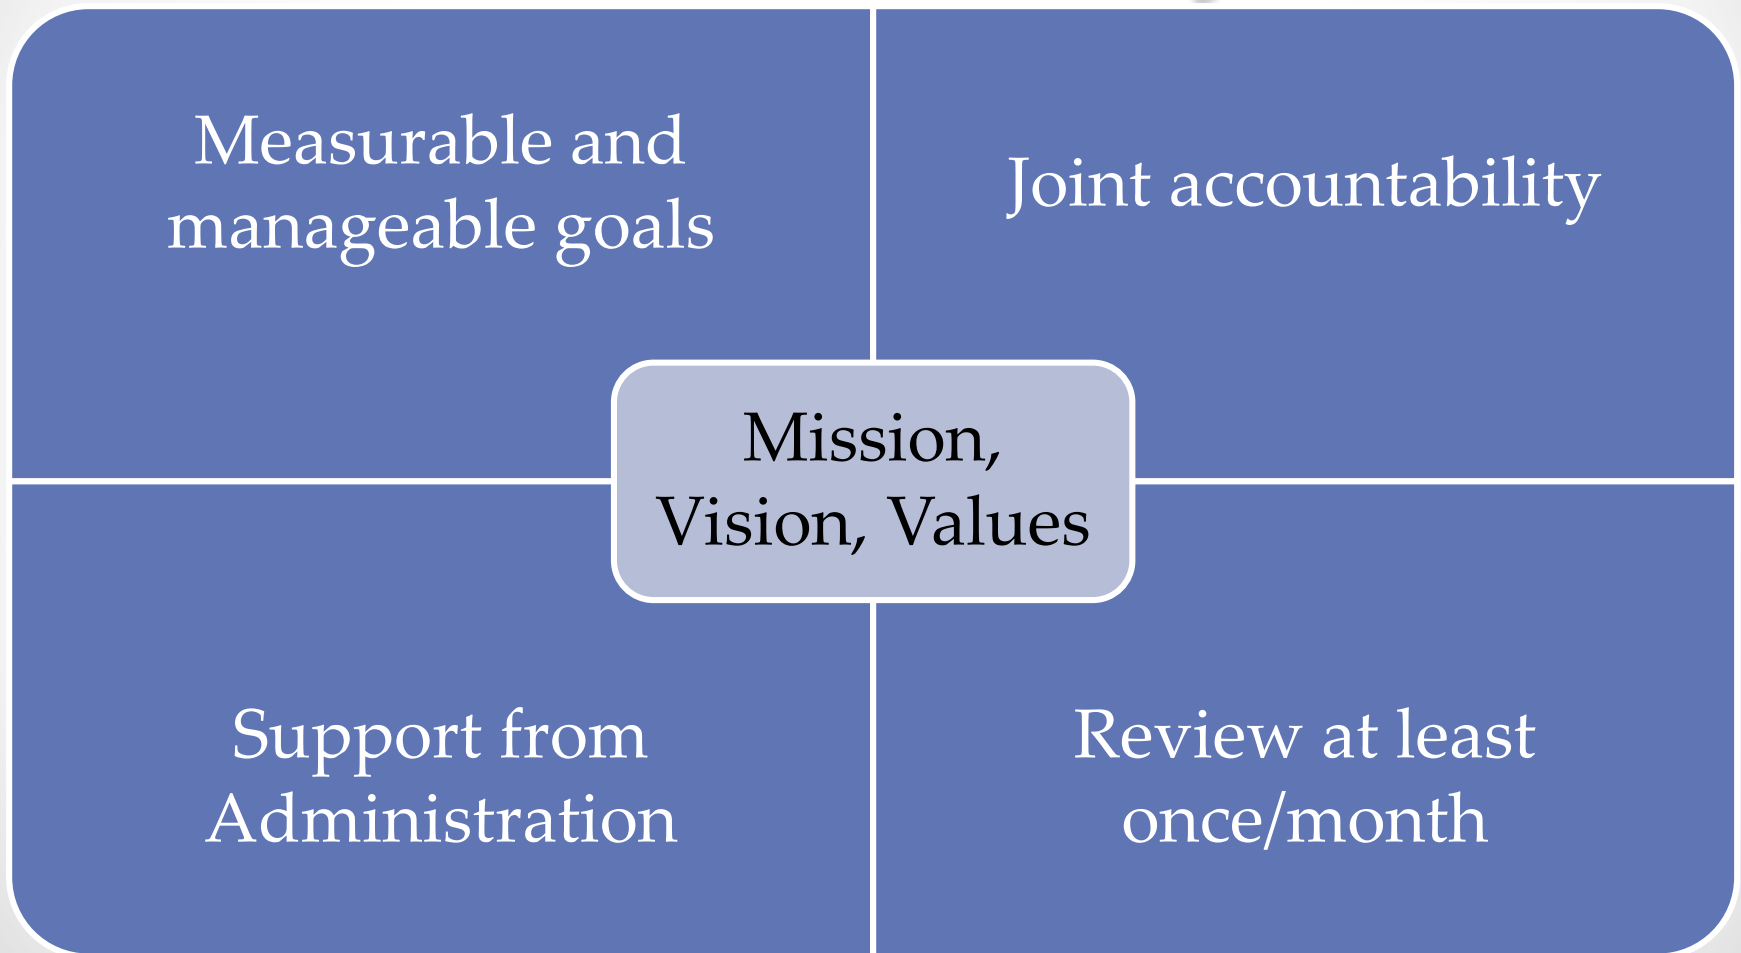 Measurable and
manageable goals
Joint accountability
Mission,
Vision, Values
Support from
Administration
Review at least
once/month